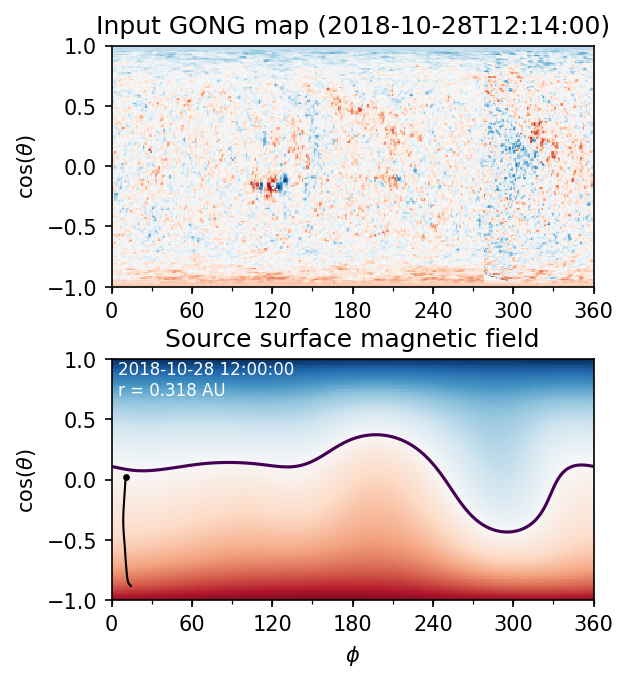 Input GONG map (2018-10-28T12:14:00)
1.0
0.5
0.0
−0.5
−1.0
cos(θ)
0 60 120 180 240 300 360
Source surface magnetic field
2018-10-28 12:00:00
r = 0.318 AU
1.0
0.5
0.0
−0.5
−1.0
cos(θ)
0 60 120 180 240 300 360
ϕ